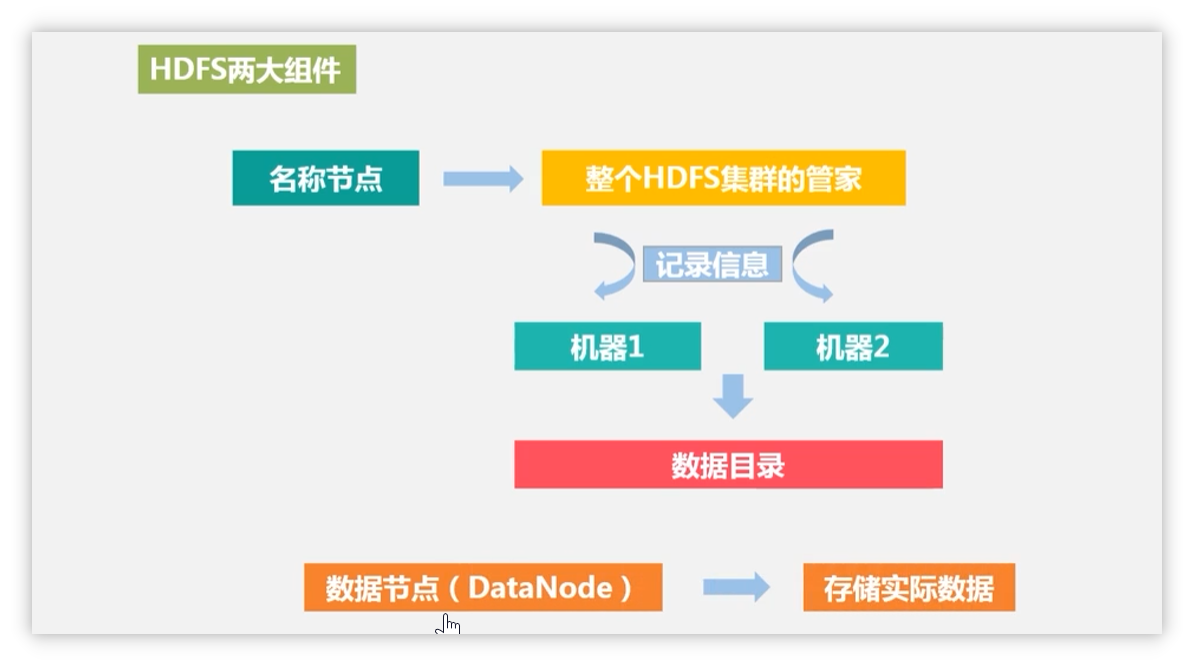 HDFS两大组件
名称节点
整个HDFS集群的管家
记录信息
机器1
机器2
数据目录
数据节点（DataNode）
存储实际数据